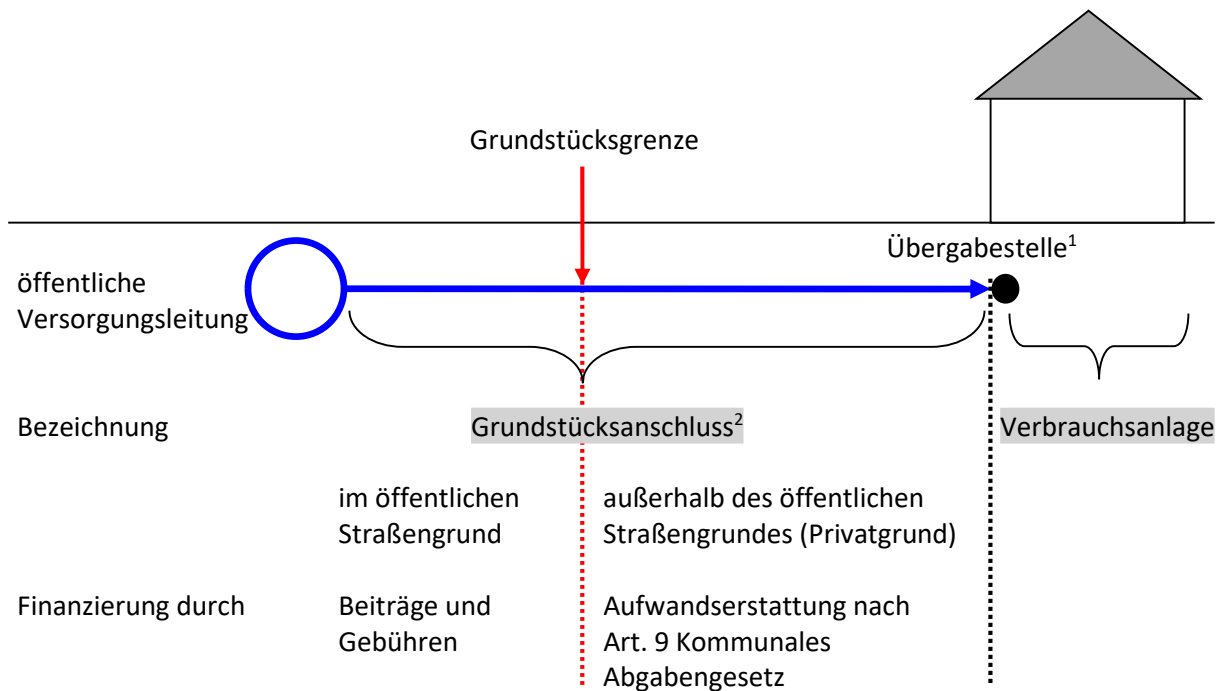 Grundstücksgrenze
Übergabestelle¹
öffentliche
Versorgungsleitung
Bezeichnung
Grundstücksanschluss²
Verbrauchsanlage
im öffentlichen
Straßengrund
außerhalb des öffentlichen
Straßengrundes (Privatgrund)
Finanzierung durch
Beiträge und
Gebühren
Aufwandserstattung nach
Art. 9 Kommunales
Abgabengesetz